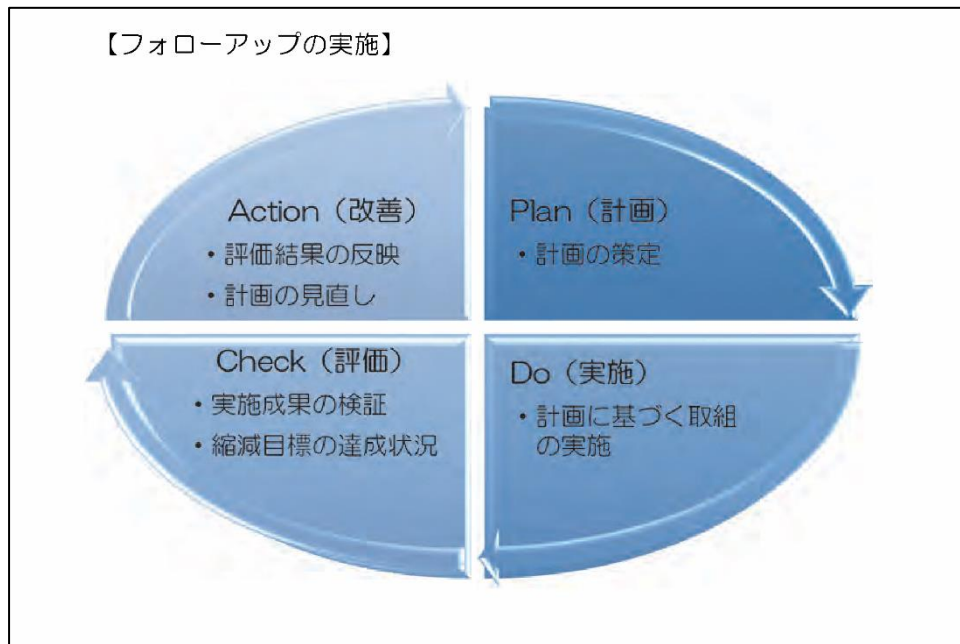 【フォローアップの実施】
Action（改善）
・評価結果の反映
・計画の見直し
Plan（計画）
・計画の策定
Check（評価）
・実施成果の検証
・縮減目標の達成状況
Do（実施）
・計画に基づく取組
の実施